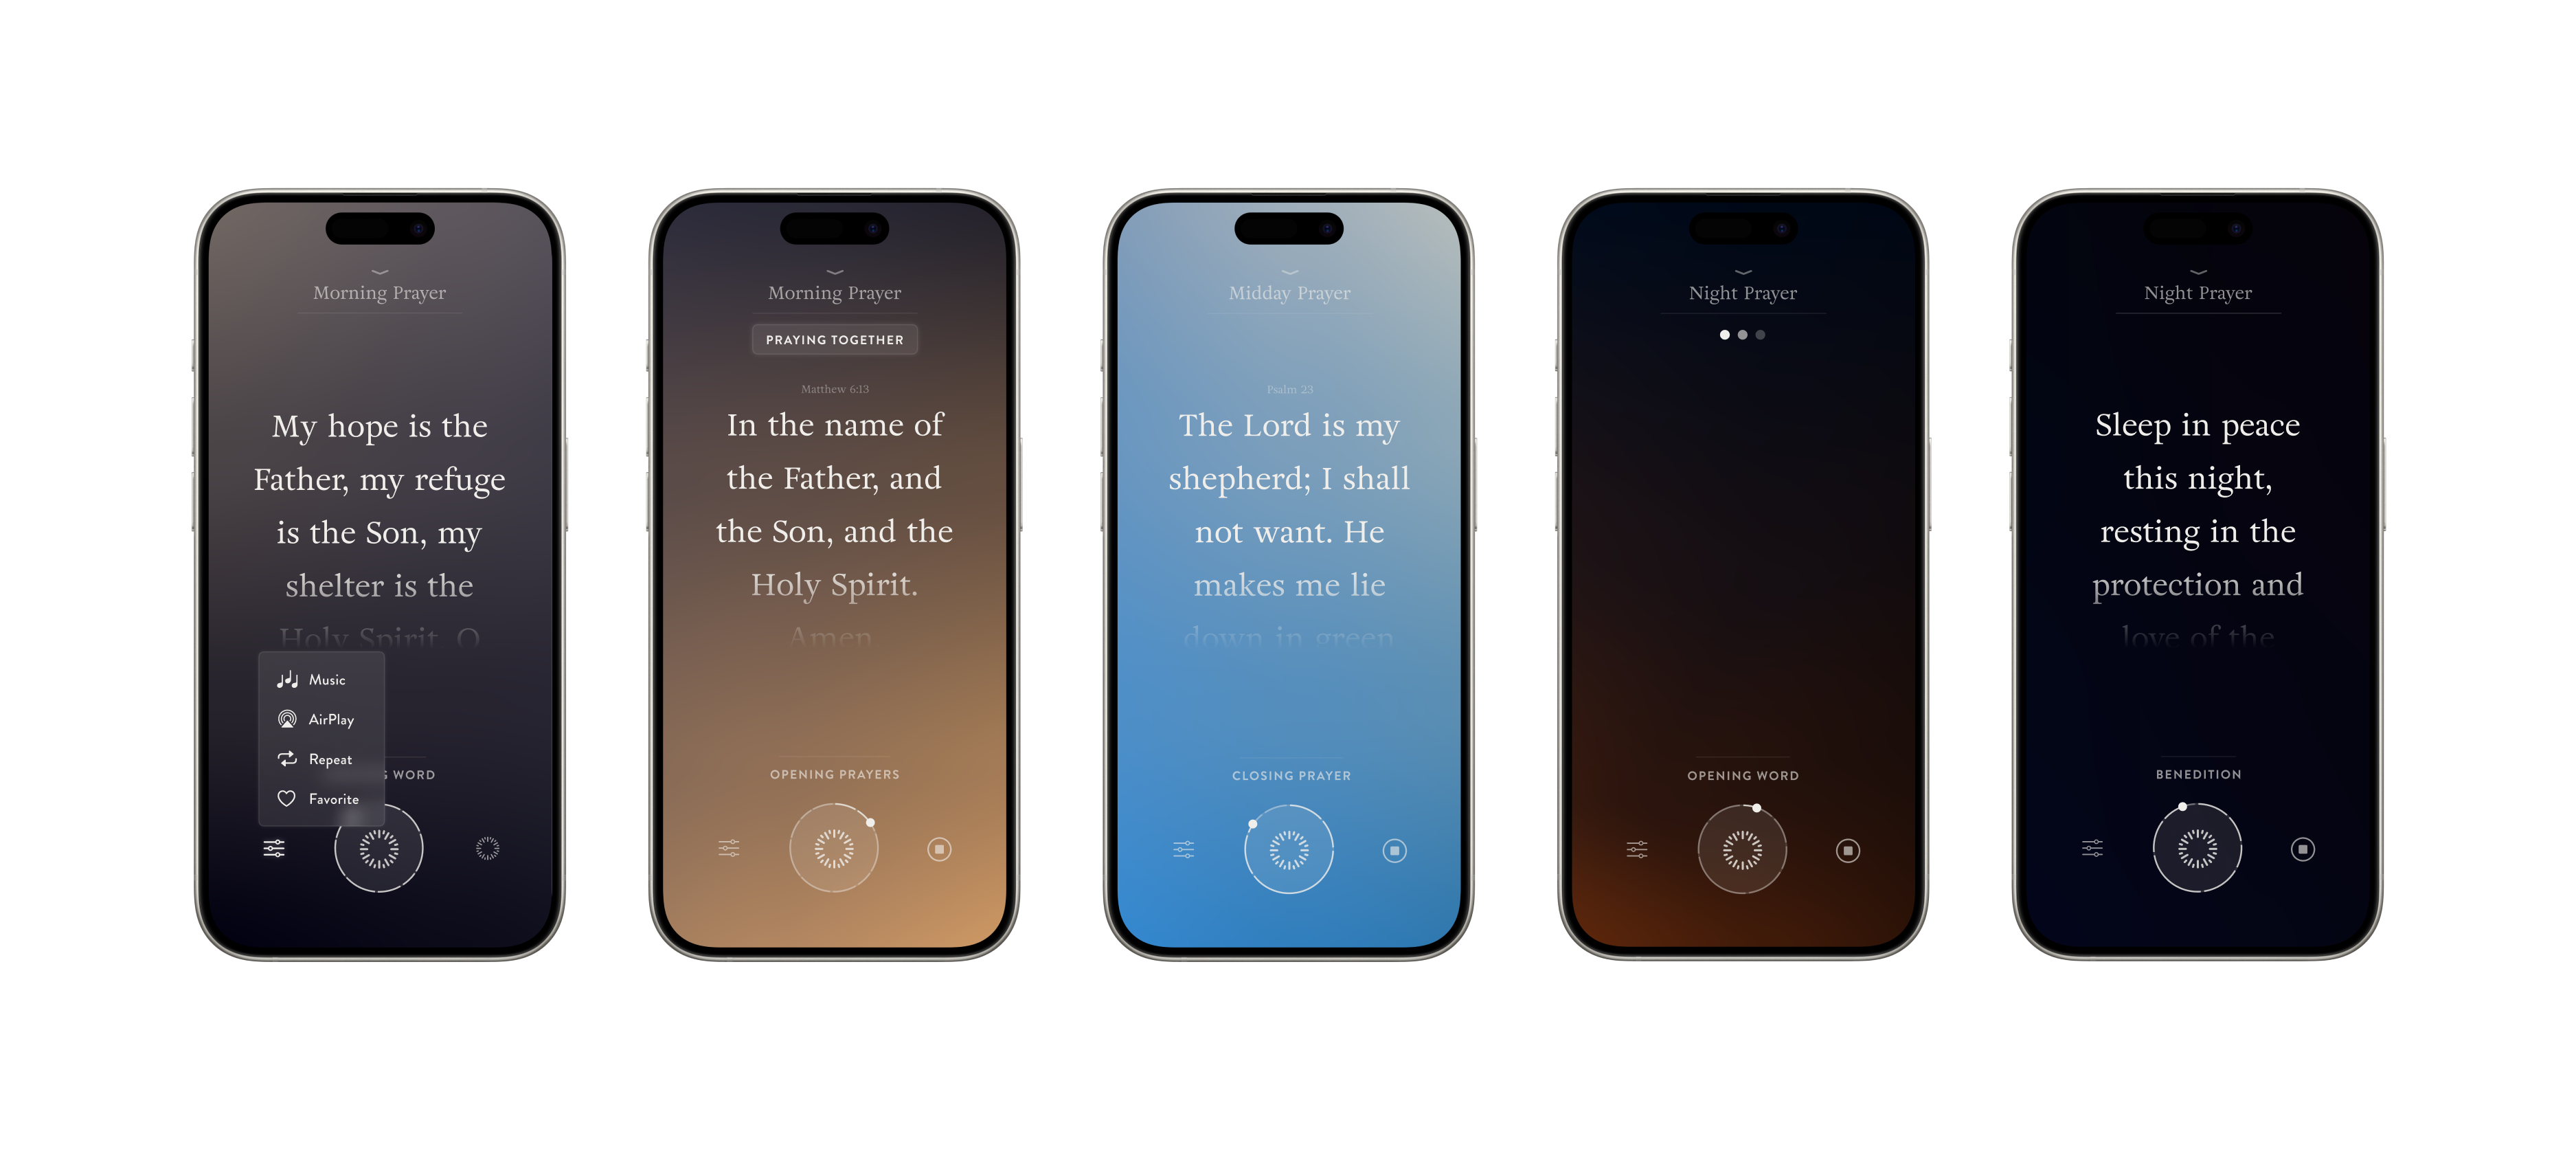 Morning Prayer
My hope is the
Father, my refuge
is the Son, my
shelter is the
Holy Spirit. O
Music
AirPlay
Repeat
Favorite
WORD
Morning Prayer
PRAYING TOGETHER
Matthew 6:13
In the name of
the Father, and
the Son, and the
Holy Spirit.
Amen
OPENING PRAYERS
Midday Prayer
Psalm 23
The Lord is my
shepherd; I shall
not want. He
makes me lie
down in green
CLOSING PRAYER
Night Prayer
OPENING WORD
Night Prayer
Sleep in peace
this night,
resting in the
protection and
love of the
BENEDITION